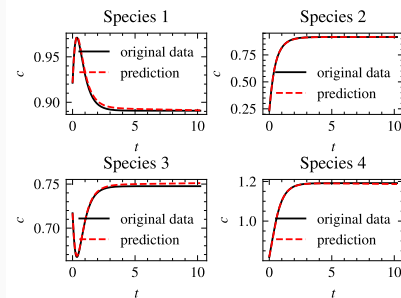 Species 1
c
0.95
0.90
original data
prediction
0
5
10
t
Species 2
c
0.75
0.50
0.25
original data
prediction
0
5
10
t
Species 3
c
0.75
0.70
original data
prediction
0
5
10
t
Species 4
c
1.2
1.0
original data
prediction
0
5
10
t